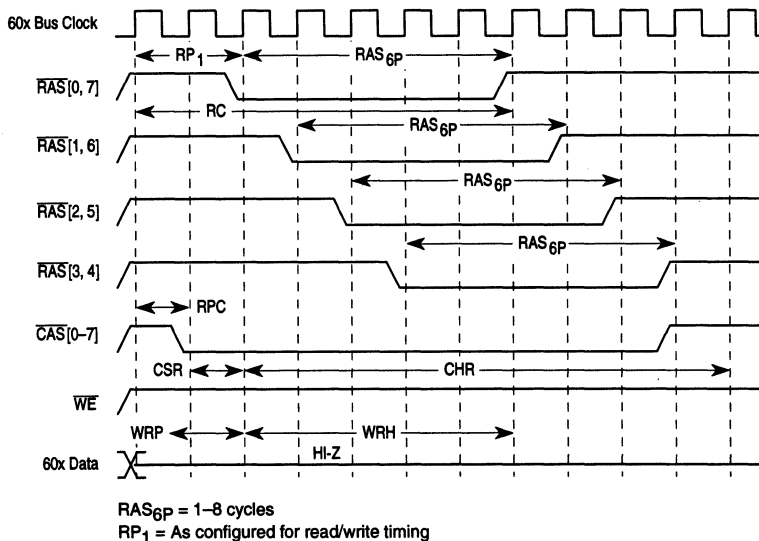 60x Bus Clock
RP1 RAS6P
RAS[0, 7]
RC
RAS6P
RAS[1, 6]
RAS6P
RAS[2, 5]
RAS6P
RAS[3, 4]
RPC
CAS[0–7]
CSR CHR
WE
WRP WRH
HI-Z
60x Data
RAS6P = 1–8 cycles
RP1 = As configured for read/write timing